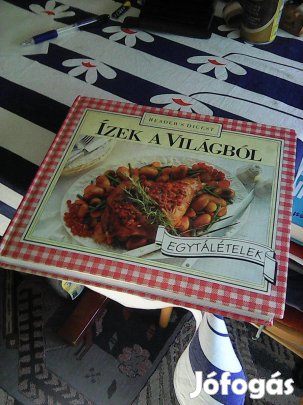 READER'S DIGEST
ÍZEK A VILÁGBÓL
EGYTÁLÉTELEK
Jófogás